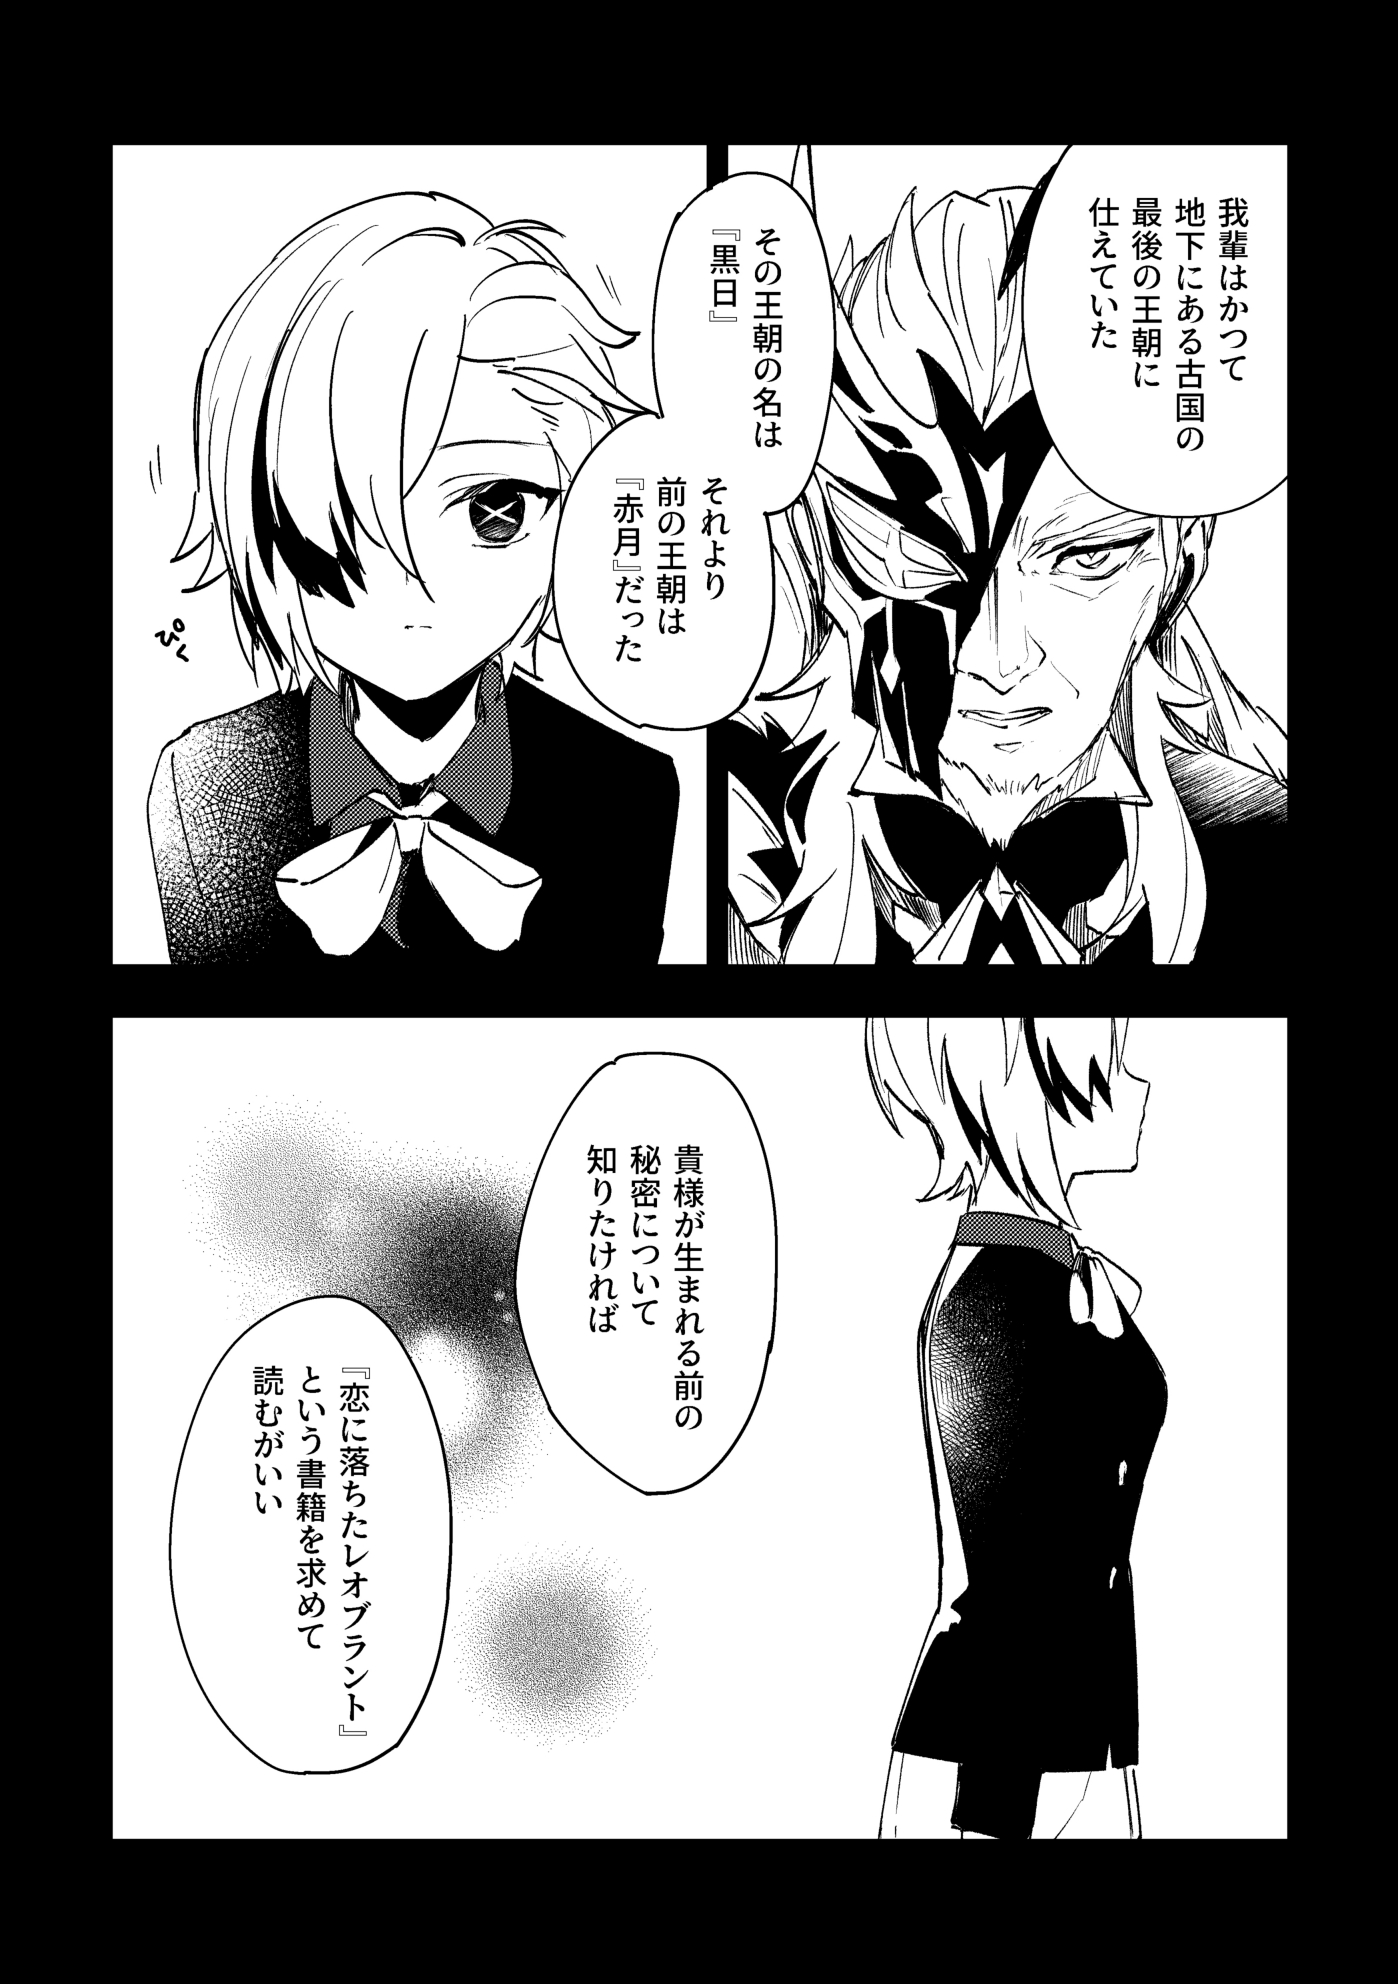 我輩はかつて
地下にある古国の
最後の王朝に
仕えていた
その王朝の名は
『黒日』
それより
前の王朝は
『赤月』だった
ぴく
貴様が生まれる前の
秘密について
知りたければ
『恋に落ちたレオブラント』
という書籍を求めて
読むがいい